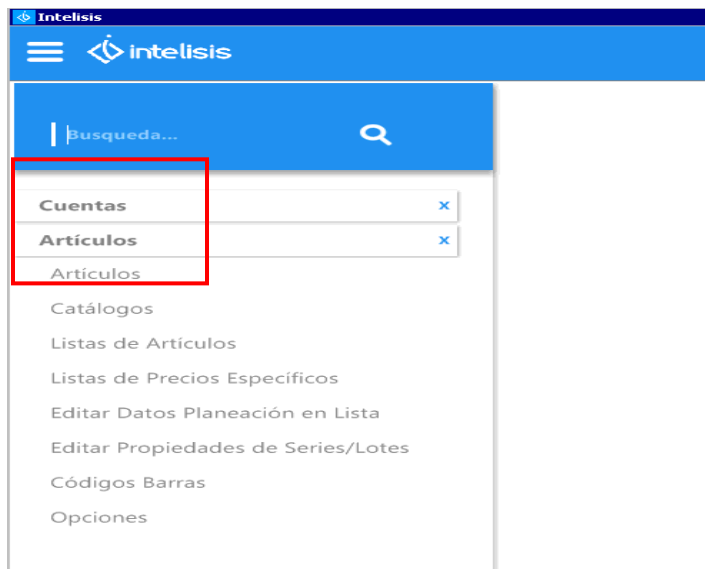 Intelisis
intelisis
Busqueda...
Cuentas x
Artículos x
Artículos
Catálogos
Listas de Artículos
Listas de Precios Específicos
Editar Datos Planeación en Lista
Editar Propiedades de Series/Lotes
Códigos Barras
Opciones